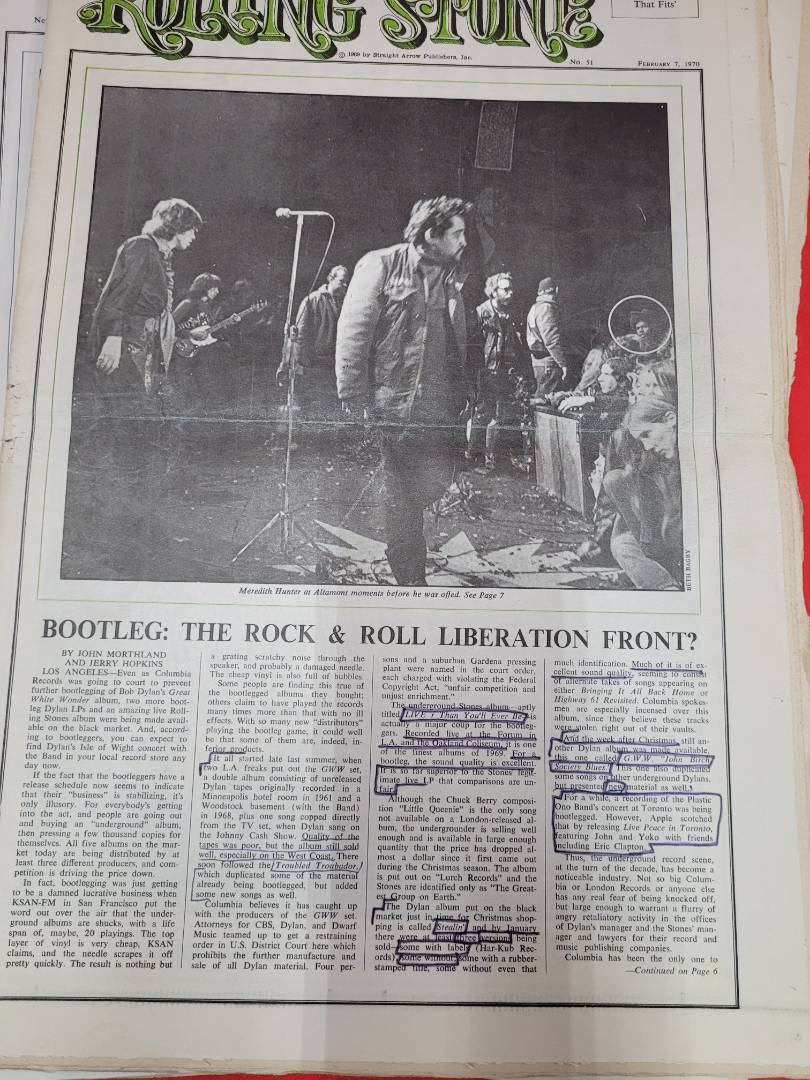 Ne
ROLLING STONE
That Fits"
© 1969 by Straight Arrow Publishers, Inc.
No. 51
February 7, 1970
BETH BAGBY
Meredith Hunter at Altamont moments before he was offed. See Page 7
BOOTLEG: THE ROCK & ROLL LIBERATION FRONT?
BY JOHN MORTHLAND
AND JERRY HOPKINS
LOS ANGELES—Even as Columbia
Records was going to court to prevent
further bootlegging of Bob Dylan's Great
White Wonder album, two more boot-
leg Dylan LPs and an amazing live Roll-
ing Stones album were being made avail-
able on the black market. And, accord-
ing to bootleggers, you can expect to
find Dylan's Isle of Wight concert with
the Band in your local record store any
day now.
If the fact that the bootleggers have a
release schedule now seems to indicate
that their "business" is stabilizing, it's
only illusory. For everybody's getting
into the act, and people are going out
and buying an "underground" album,
then pressing a few thousand copies for
themselves. All five albums on the mar-
ket today are being distributed by at
least three different producers, and com-
petition is driving the price down.
In fact, bootlegging was just getting
to be a damned lucrative business when
KSAN-FM in San Francisco put the
word out over the air that the under-
ground albums are shucks, with a life
span of, maybe, 20 playings. The top
layer of vinyl is very cheap, KSAN
claims, and the needle scrapes it off
pretty quickly. The result is nothing but
a grating scratchy noise through the
speaker, and probably a damaged needle.
The cheap vinyl is also full of bubbles.
Some people are finding this true of
the bootlegged albums they bought;
others claim to have played the records
many times more than that with no ill
effects. With so many new "distributors"
playing the bootleg game, it could well
be that some of them are, indeed, in-
ferior products.
It all started late last summer, when
two L.A. freaks put out the GWW set,
a double album consisting of unreleased
Dylan tapes originally recorded in a
Minneapolis hotel room in 1961 and a
Woodstock basement (with the Band)
in 1968, plus one song copped directly
from the TV set, when Dylan sang on
the Johnny Cash Show. Quality of the
tapes was poor, but the album still sold
well, especially on the West Coast. There
soon followed the Troubled Troubador,
which duplicated some of the material
already being bootlegged, but added
some new songs as well.
Columbia believes it has caught up
with the producers of the GWW set.
Attorneys for CBS, Dylan, and Dwarf
Music teamed up to get a restraining
order in U.S. District Court here which
prohibits the further manufacture and
sale of all Dylan material. Four per-
sons and a suburban Gardena pressing
plant were named in the court order,
each charged with violating the Federal
Copyright Act, "unfair competition and
unjust enrichment."
The underground Stones album—aptly
titled LIVEr Than You'll Ever Be—is
actually a major coup for the bootleg-
gers. Recorded live at the Forum in
L.A. and the Oakland Coliseum, it is one
of the finest albums of 1969. For a
bootleg, the sound quality is excellent.
It is so far superior to the Stones' legit-
imate live LP that comparisons are un-
fair.
Although the Chuck Berry composi-
tion "Little Queenie" is the only song
not available on a London-released al-
bum, the undergrounder is selling well
enough and is available in large enough
quantity that the price has dropped al-
most a dollar since it first came out
during the Christmas season. The album
is put out on "Lurch Records" and the
Stones are identified only as "The Great-
est Group on Earth."
The Dylan album put on the black
market just in time for Christmas shop-
ping is called Stealin' and by January
there were at least three versions being
sold—some with labels (Har-Kub Rec-
ords), some without, some with a rubber-
stamped title, some without even that
much identification. Much of it is of ex-
cellent sound quality, seeming to consist
of alternate takes of songs appearing on
either Bringing It All Back Home or
Highway 61 Revisited. Columbia spokes-
men are especially incensed over this
album, since they believe these tracks
were stolen right out of their vaults.
And the week after Christmas still an-
other Dylan album was made available,
this one called G.W.W. "John Birch
Society Blues." This one also duplicated
some songs on other underground Dylans,
but presented new material as well.
For a while, a recording of the Plastic
Ono Band's concert at Toronto was being
bootlegged. However, Apple scotched
that by releasing Live Peace in Toronto,
featuring John and Yoko with friends
including Eric Clapton.
Thus, the underground record scene,
at the turn of the decade, has become a
noticeable industry. Not so big Colum-
bia or London Records or anyone else
has any real fear of being knocked off,
but large enough to warrant a flurry of
angry retaliatory activity in the offices
of Dylan's manager and the Stones' man-
ager and lawyers for their record and
music publishing companies.
Columbia has been the only one to
—Continued on Page 6